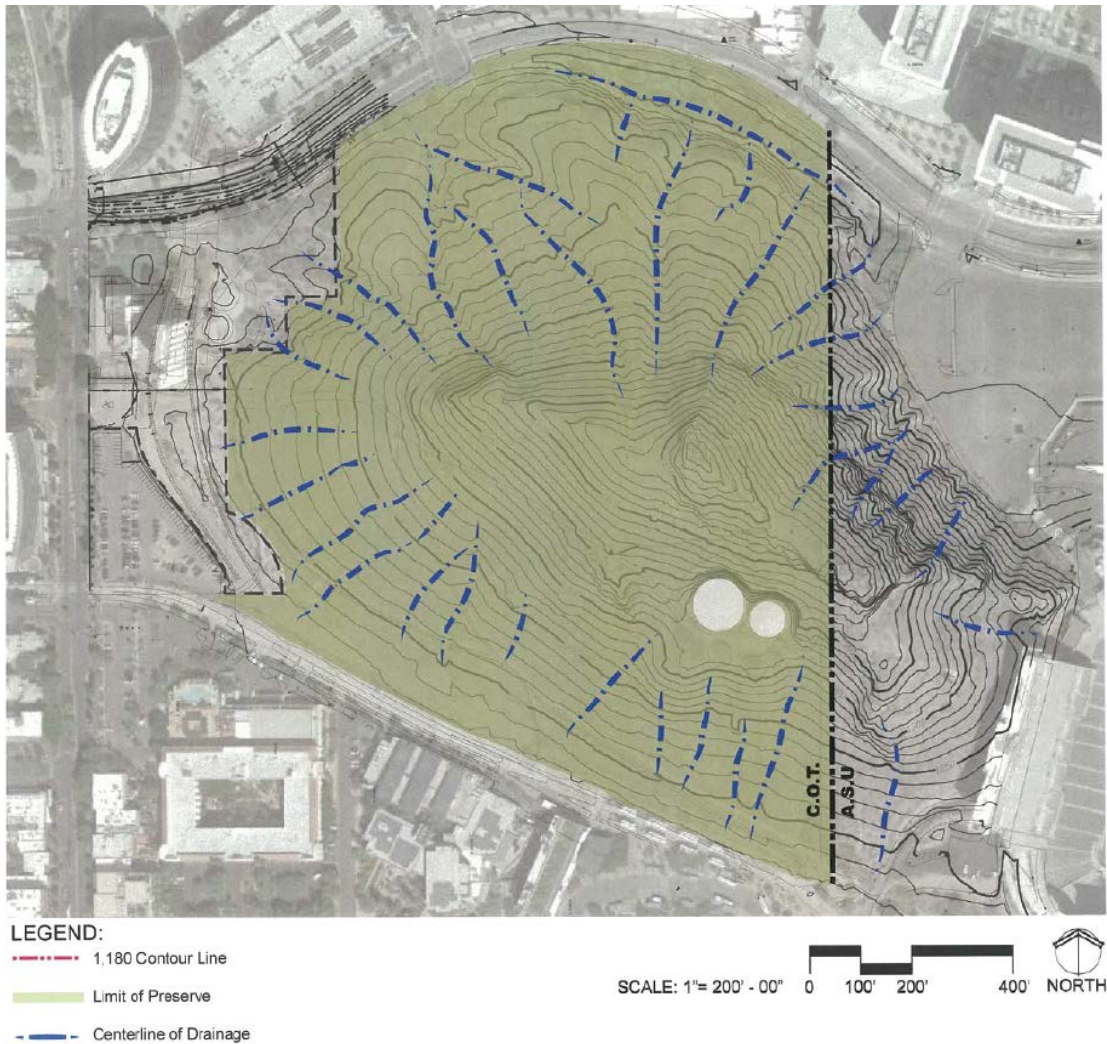 C.O.T.
A.S.U
LEGEND:
1,180 Contour Line
Limit of Preserve
Centerline of Drainage
SCALE: 1"= 200' - 00"
0 100' 200' 400'
NORTH